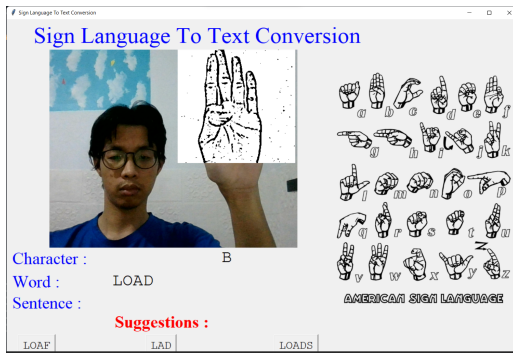 Sign Language To Text Conversion
Sign Language To Text Conversion
a b c d e f
g h i j k
l m n o p
q r s t u
v w x y z
AMERICAN SIGN LANGUAGE
Character : B
Word : LOAD
Sentence :
Suggestions :
LOAF LAD LOADS